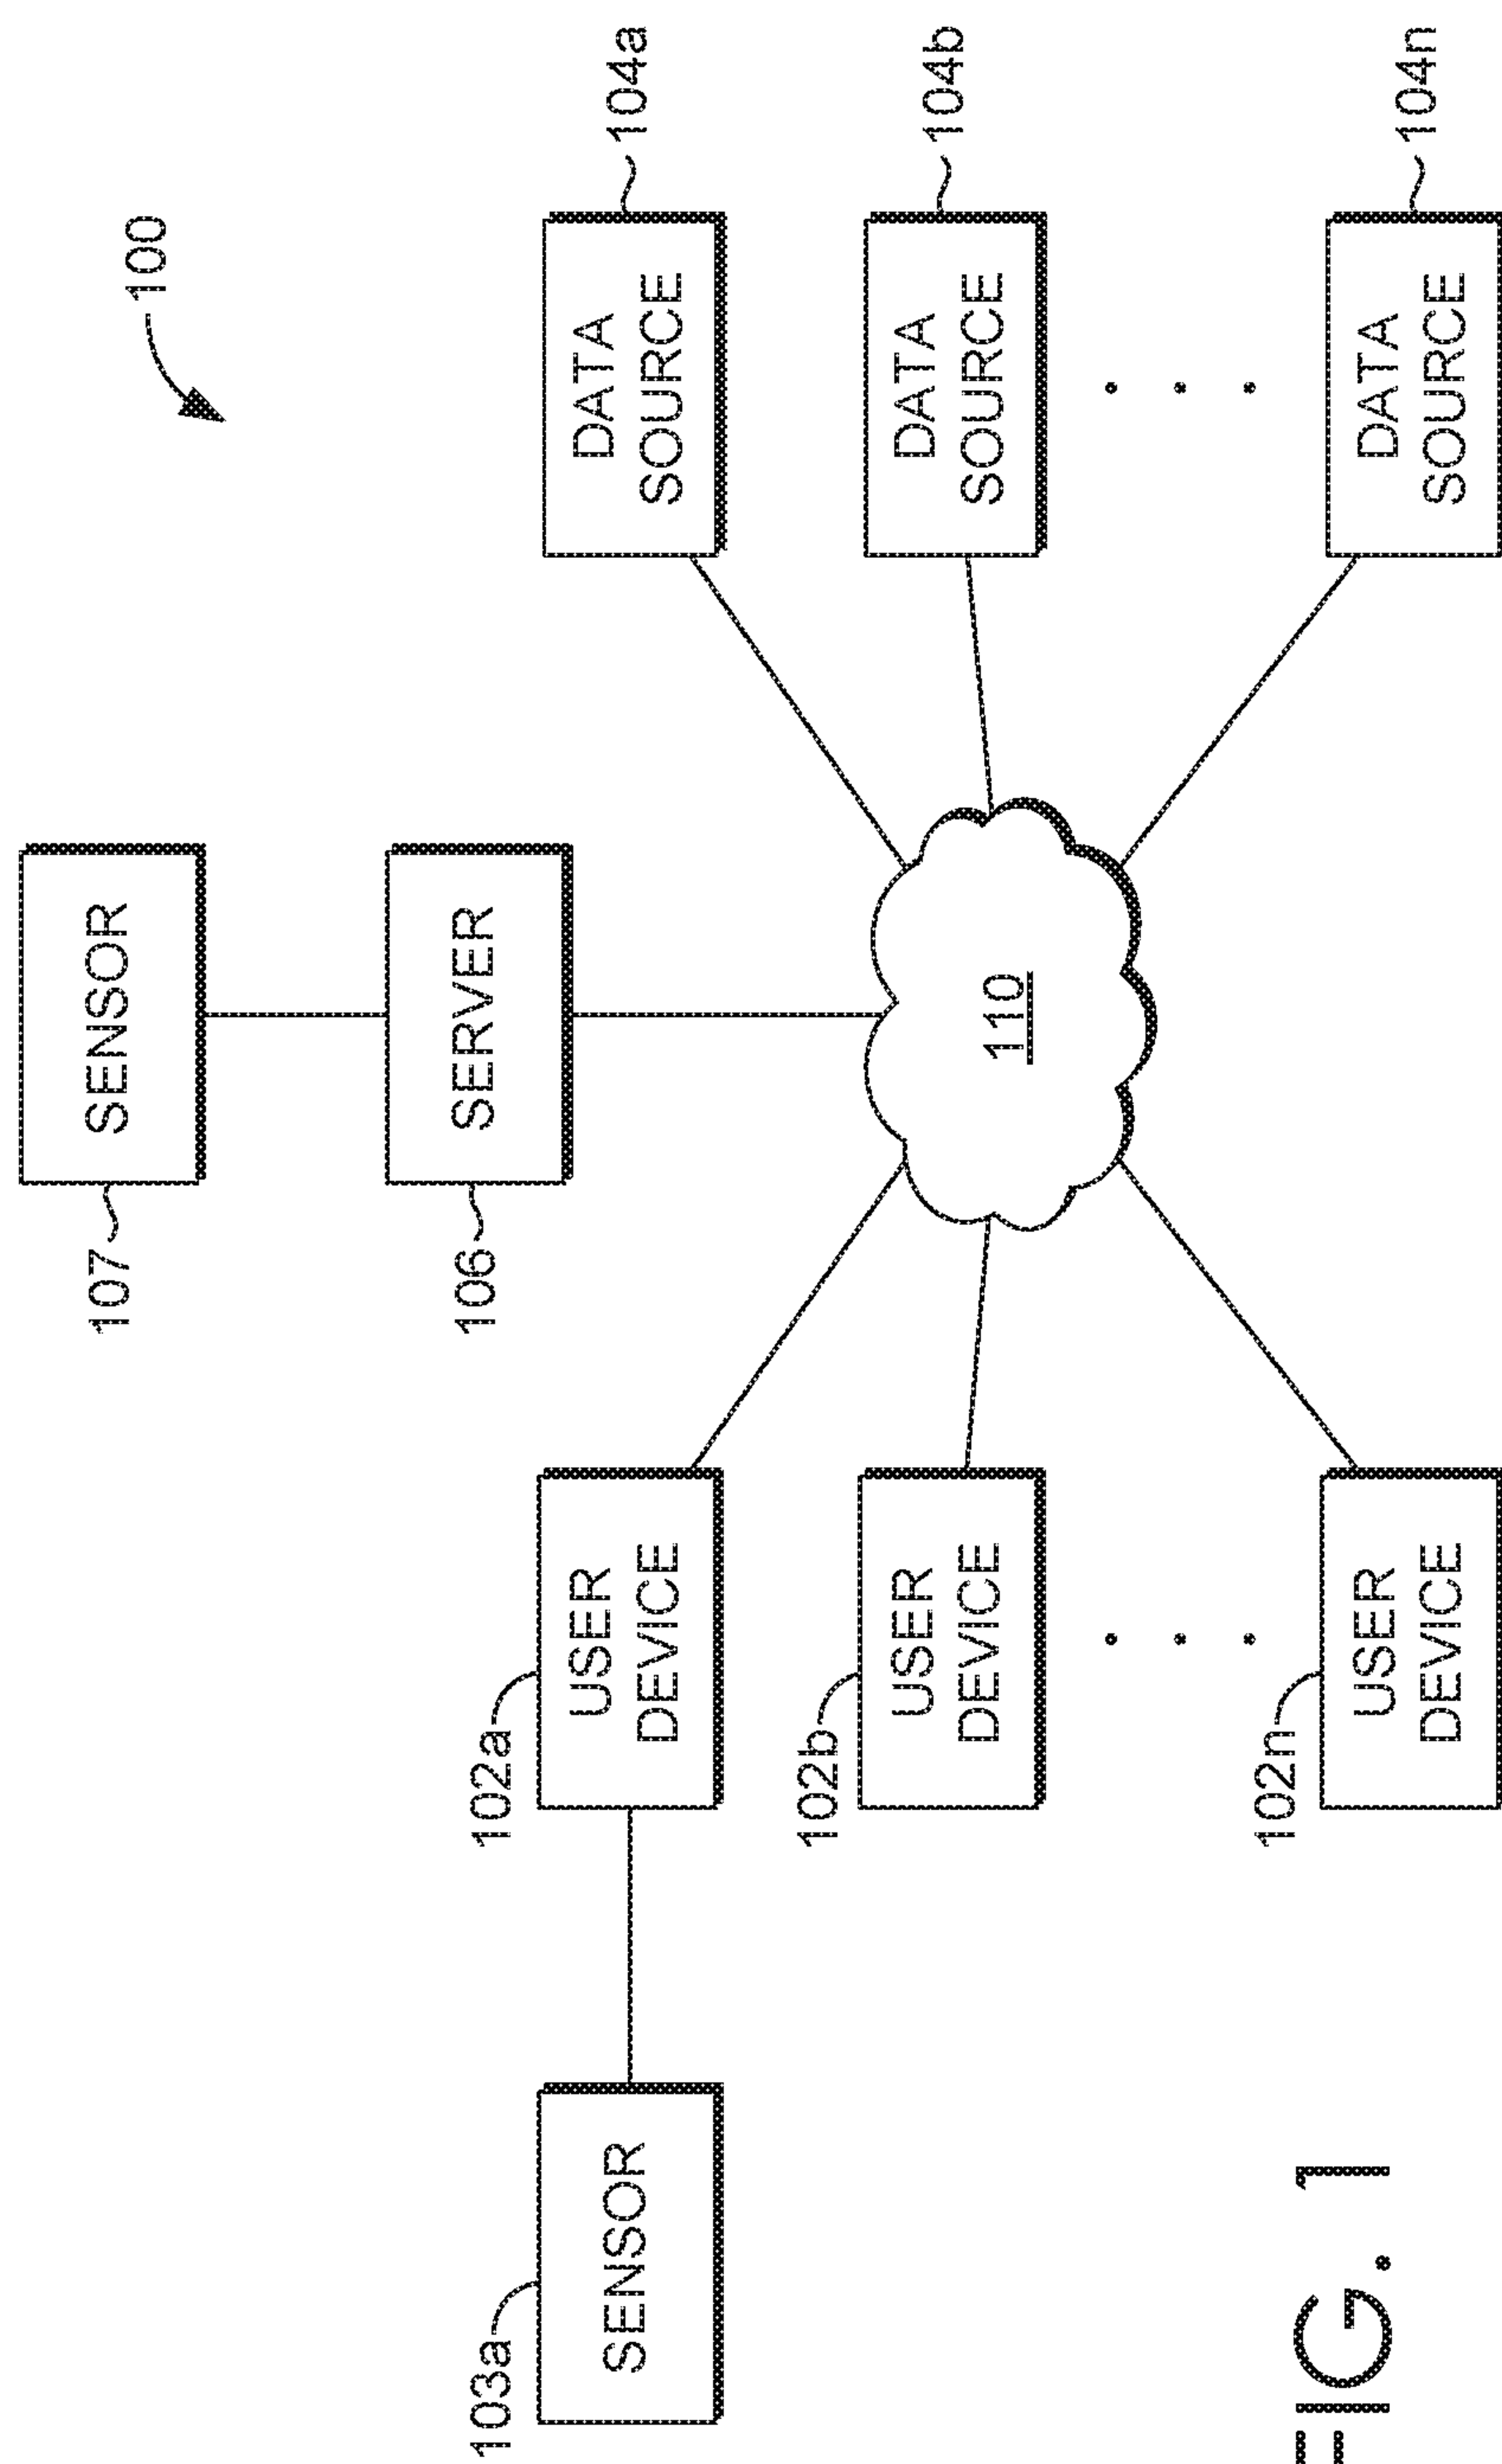 100
107
SENSOR
106
SERVER
103a
SENSOR
102a
USER
DEVICE
DATA
SOURCE
104a
102b
USER
DEVICE
110
DATA
SOURCE
104b
102n
USER
DEVICE
DATA
SOURCE
104n
FIG. 1